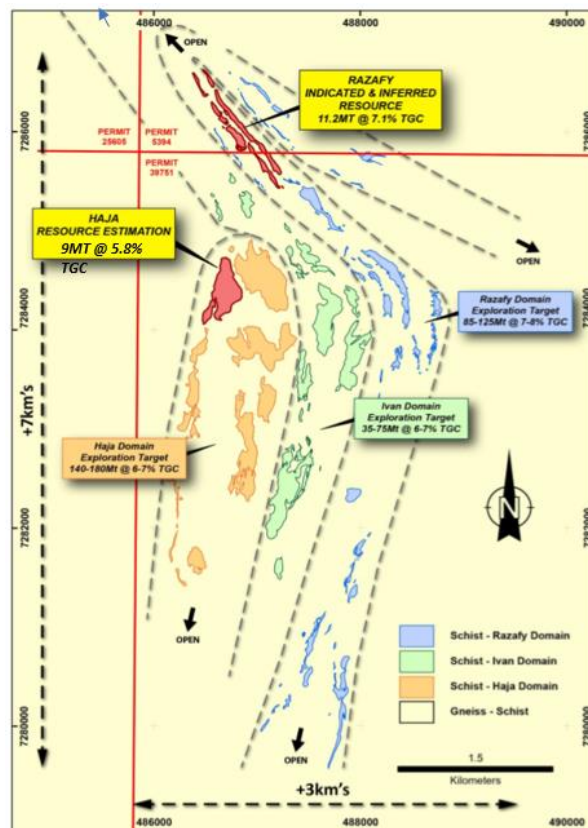 486000
488000
490000
OPEN
RAZAFY
INDICATED & INFERRED
RESOURCE
11.2MT @ 7.1% TGC
7286000
7286000
PERMIT
25605
PERMIT
5394
PERMIT
39751
HAJA
RESOURCE ESTIMATION
9MT @ 5.8%
TGC
OPEN
7284000
7284000
Razafy Domain
Exploration Target
85-125Mt @ 7-8% TGC
+7km's
Ivan Domain
Exploration Target
35-75Mt @ 6-7% TGC
Haja Domain
Exploration Target
140-180Mt @ 6-7% TGC
N
7282000
7282000
OPEN
Schist - Razafy Domain
Schist - Ivan Domain
Schist - Haja Domain
Gneiss - Schist
7280000
7280000
OPEN
1.5
Kilometers
+3km's
486000
488000
490000